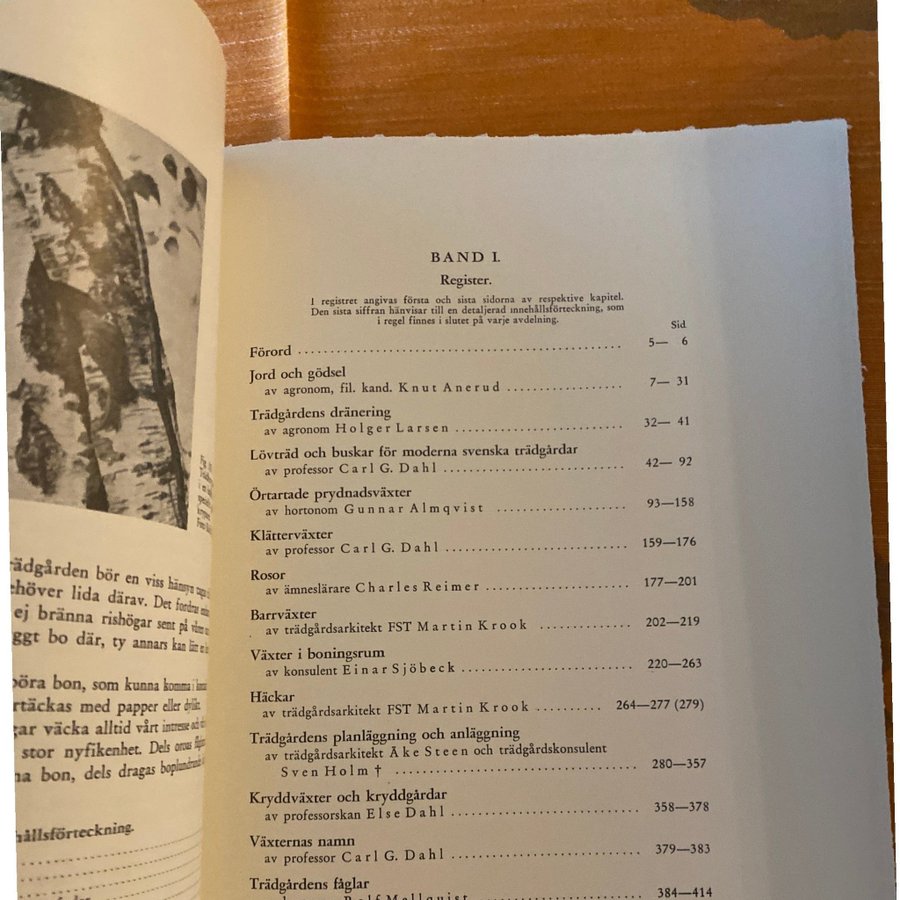 rädgården bör en viss hänsyn
höver lida därav. Det fordras
ej bränna rishögar sent på
ggt bo där, ty annars kan
öra bon, som kunna komma i
rtäckas med papper eller dylikt.
gar väcka alltid vårt intresse och
stor nyfikenhet. Dels oroas
na bon, dels dragas boplundrande
hållsförteckning.
BAND I.
Register.
I registret angivas första och sista sidorna av respektive kapitel.
Den sista siffran hänvisar till en detaljerad innehållsförteckning, som
i regel finnes i slutet på varje avdelning.
Sid
Förord 5— 6
Jord och gödsel
av agronom, fil. kand. Knut Anerud 7— 31
Trädgårdens dränering
av agronom Holger Larsen 32— 41
Lövträd och buskar för moderna svenska trädgårdar
av professor Carl G. Dahl 42— 92
Örtartade prydnadsväxter
av hortonom Gunnar Almqvist 93—158
Klätterväxter
av professor Carl G. Dahl 159—176
Rosor
av ämneslärare Charles Reimer 177—201
Barrväxter
av trädgårdsarkitekt FST Martin Krook 202—219
Växter i boningsrum
av konsulent Einar Sjöbeck 220—263
Häckar
av trädgårdsarkitekt FST Martin Krook 264—277 (279)
Trädgårdens planläggning och anläggning
av trädgårdsarkitekt Åke Steen och trädgårdskonsulent
Sven Holm † 280—357
Kryddväxter och kryddgårdar
av professorskan Else Dahl 358—378
Växternas namn
av professor Carl G. Dahl 379—383
Trädgårdens fåglar
384—414